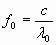 f₀ = c / λ₀